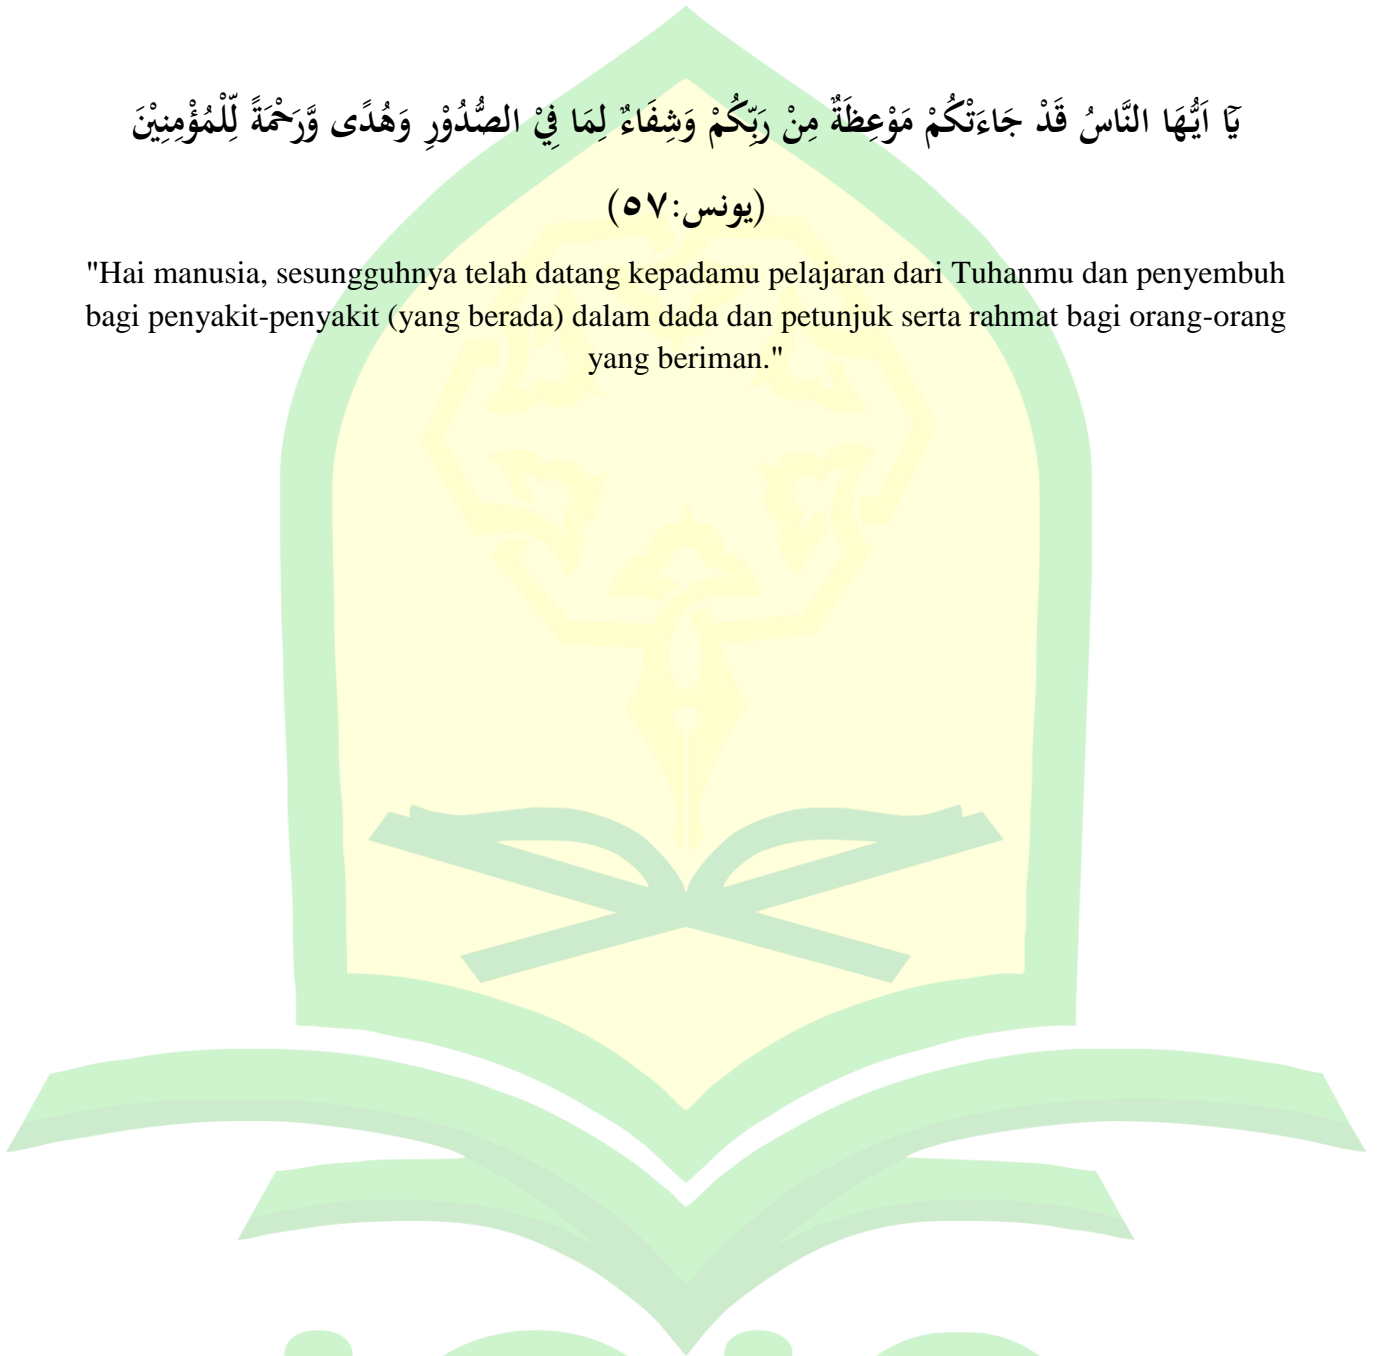 يَٓا اَيُّهَا النَّاسُ قَدْ جَاءَتْكُمْ مَوْعِظَةٌ مِنْ رَبِّكُمْ وَشِفَاءٌ لِمَا فِيْ الصُّدُوْرِ وَهُدًى وَّرَحْمَةً لِّلْمُؤْمِنِيْنَ
(يونس:٥٧)
"Hai manusia, sesungguhnya telah datang kepadamu pelajaran dari Tuhanmu dan penyembuh
bagi penyakit-penyakit (yang berada) dalam dada dan petunjuk serta rahmat bagi orang-orang
yang beriman."